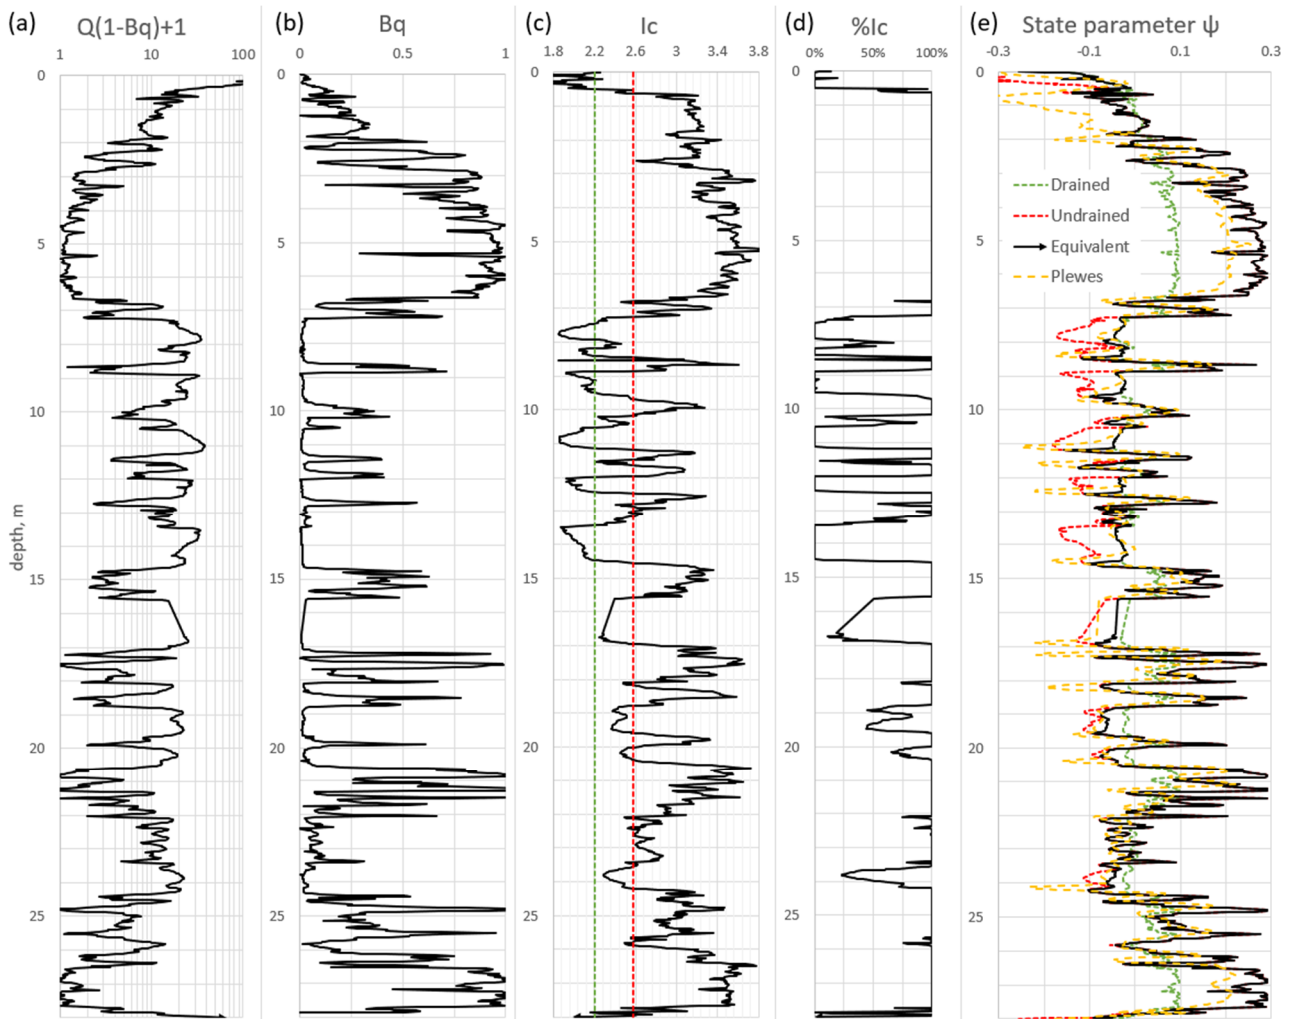 (a) Q(1-Bq)+1
1 10 100
0
5
10
15
20
25
depth, m
(b) Bq
0 0.5 1
0
5
10
15
20
25
(c) Ic
1.8 2.2 2.6 3 3.4 3.8
0
5
10
15
20
25
(d) %Ic
0% 50% 100%
0
5
10
15
20
25
(e) State parameter ψ
-0.3 -0.1 0.1 0.3
0
5
10
15
20
25
Drained
Undrained
Equivalent
Plewes